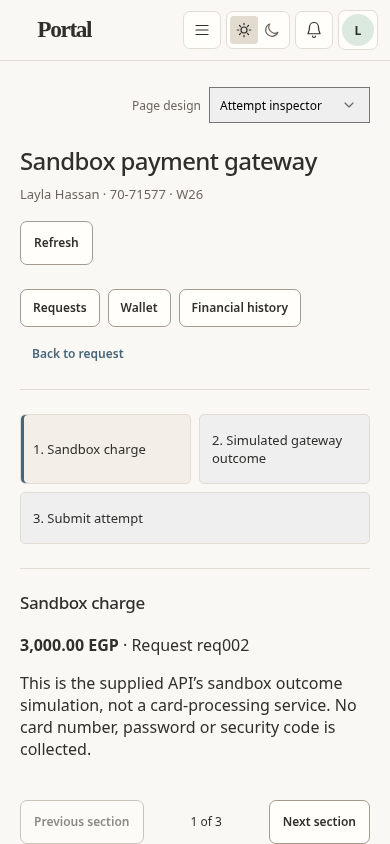 Portal
L
Page design
Attempt inspector
Sandbox payment gateway
Layla Hassan · 70-71577 · W26
Refresh
Requests
Wallet
Financial history
Back to request
1. Sandbox charge
2. Simulated gateway
outcome
3. Submit attempt
Sandbox charge
3,000.00 EGP · Request req002
This is the supplied API’s sandbox outcome
simulation, not a card-processing service. No
card number, password or security code is
collected.
Previous section
1 of 3
Next section